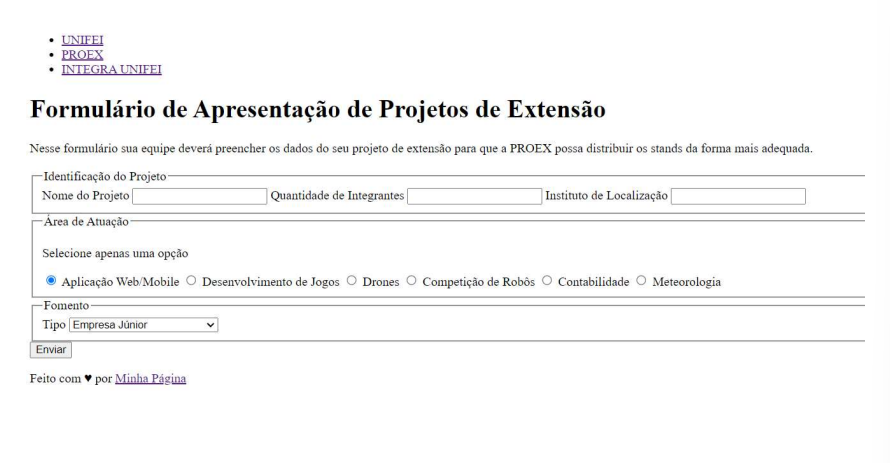 UNIFEI
PROEX
INTEGRA UNIFEI
Formulário de Apresentação de Projetos de Extensão
Nesse formulário sua equipe deverá preencher os dados do seu projeto de extensão para que a PROEX possa distribuir os stands da forma mais adequada.
Identificação do Projeto
Nome do Projeto Quantidade de Integrantes Instituto de Localização
Área de Atuação
Selecione apenas uma opção
Aplicação Web/Mobile Desenvolvimento de Jogos Drones Competição de Robôs Contabilidade Meteorologia
Fomento
Tipo Empresa Júnior
Enviar
Feito com ♥ por Minha Página